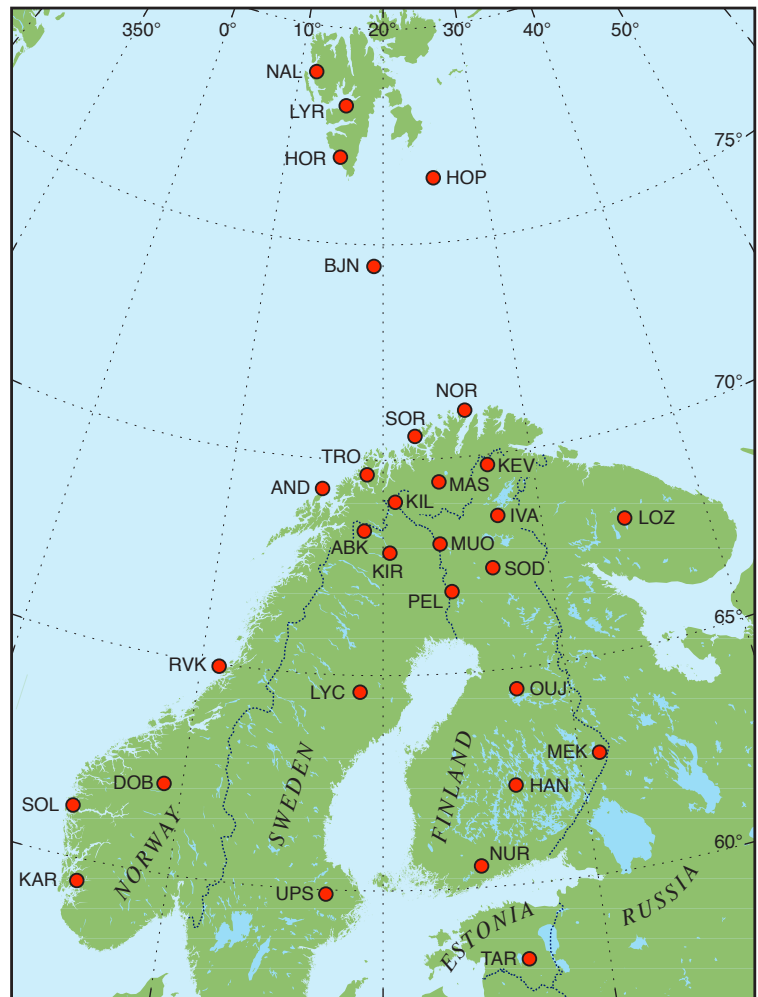 350° 0° 10° 20° 30° 40° 50°
NAL
LYR
75°
HOR
HOP
BJN
70°
NOR
SOR
TRO
KEV
AND
MAS
KIL
IVA
LOZ
ABK
MUO
KIR
SOD
PEL
65°
RVK
LYC
OUJ
MEK
DOB
HAN
SOL
SWEDEN
FINLAND
NORWAY
60°
NUR
KAR
UPS
RUSSIA
ESTONIA
TAR